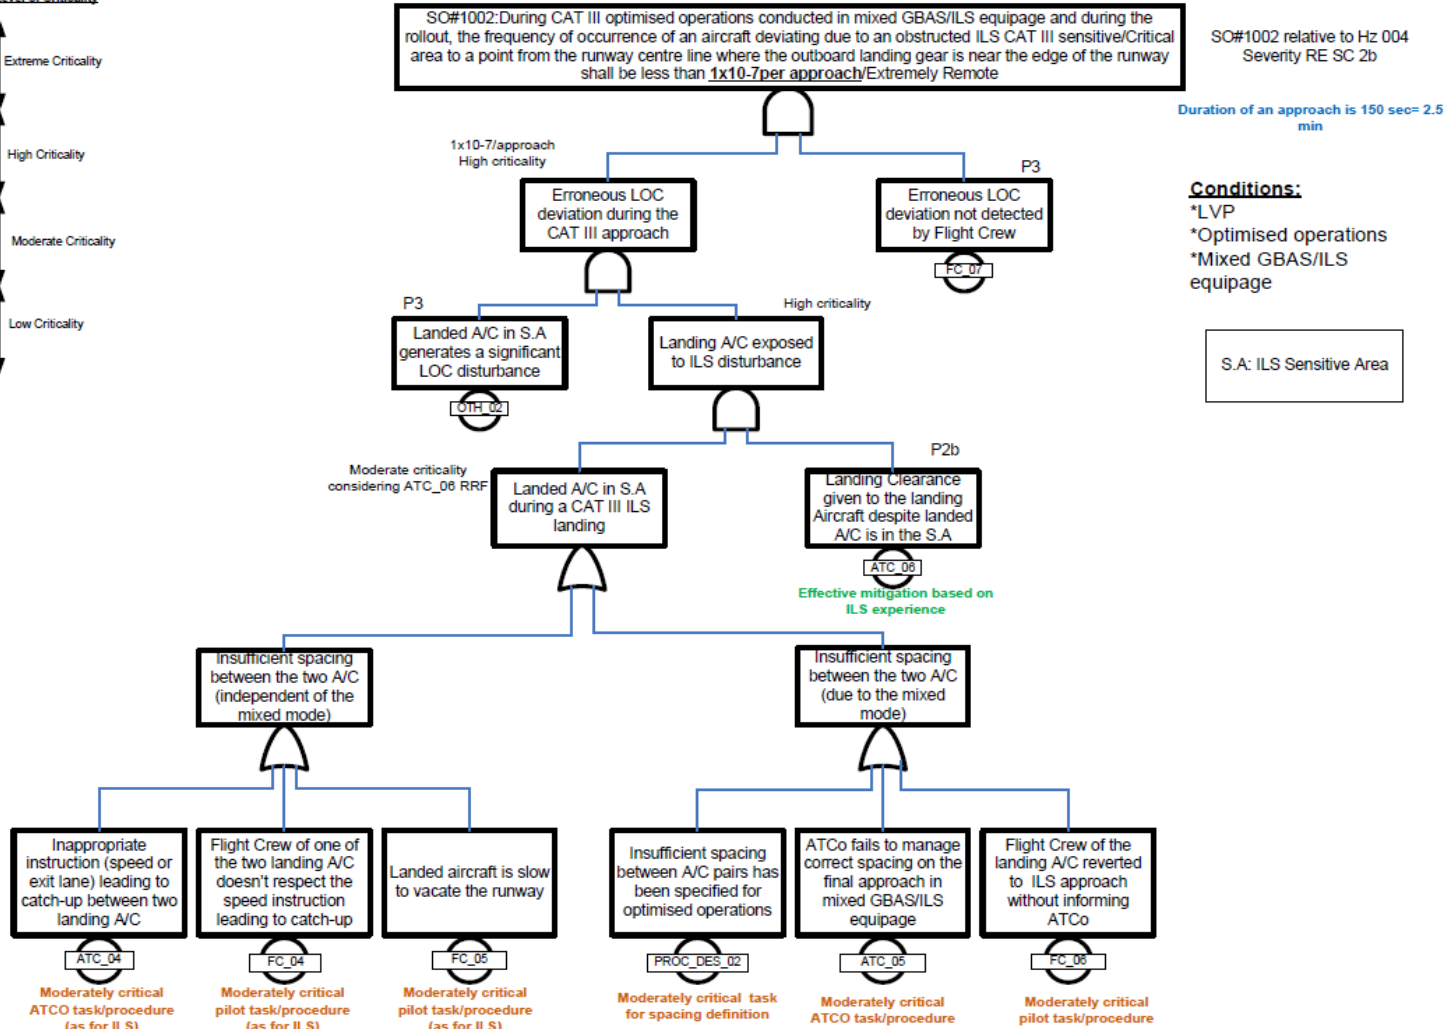 SO#1002:During CAT III optimised operations conducted in mixed GBAS/ILS equipage and during the
rollout, the frequency of occurrence of an aircraft deviating due to an obstructed ILS CAT III sensitive/Critical
area to a point from the runway centre line where the outboard landing gear is near the edge of the runway
shall be less than 1x10-7per approach/Extremely Remote
SO#1002 relative to Hz 004
Severity RE SC 2b
Extreme Criticality
Duration of an approach is 150 sec= 2.5
min
High Criticality
1x10-7/approach
High criticality
P3
Erroneous LOC
deviation during the
CAT III approach
Erroneous LOC
deviation not detected
by Flight Crew
FC_07
Conditions:
*LVP
*Optimised operations
*Mixed GBAS/ILS
equipage
Moderate Criticality
P3
High criticality
Low Criticality
Landed A/C in S.A
generates a significant
LOC disturbance
OTH_02
Landing A/C exposed
to ILS disturbance
S.A: ILS Sensitive Area
Moderate criticality
considering ATC_06 RRF
P2b
Landed A/C in S.A
during a CAT III ILS
landing
Landing Clearance
given to the landing
Aircraft despite landed
A/C is in the S.A
ATC_06
Effective mitigation based on
ILS experience
Insufficient spacing
between the two A/C
(independent of the
mixed mode)
Insufficient spacing
between the two A/C
(due to the mixed
mode)
Inappropriate
instruction (speed or
exit lane) leading to
catch-up between two
landing A/C
ATC_04
Moderately critical
ATCO task/procedure
(as for ILS)
Flight Crew of one of
the two landing A/C
doesn't respect the
speed instruction
leading to catch-up
FC_04
Moderately critical
pilot task/procedure
(as for ILS)
Landed aircraft is slow
to vacate the runway
FC_05
Moderately critical
pilot task/procedure
(as for ILS)
Insufficient spacing
between A/C pairs has
been specified for
optimised operations
PROC_DES_02
Moderately critical task
for spacing definition
ATCo fails to manage
correct spacing on the
final approach in
mixed GBAS/ILS
equipage
ATC_05
Moderately critical
ATCO task/procedure
Flight Crew of the
landing A/C reverted
to ILS approach
without informing
ATCo
FC_06
Moderately critical
pilot task/procedure